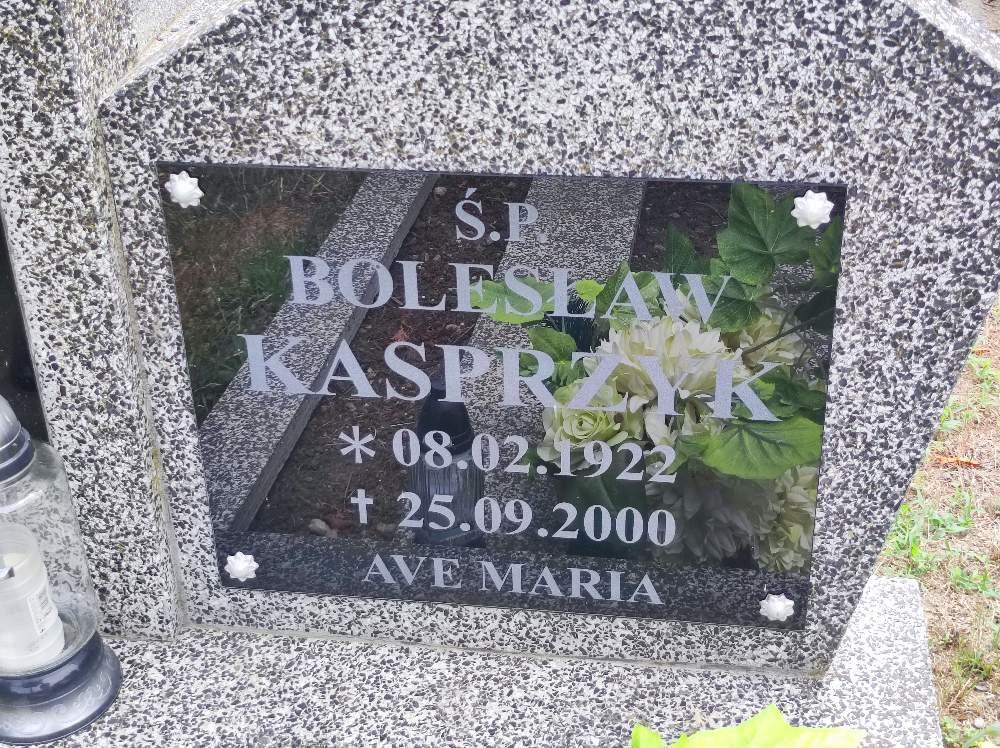 Ś.P.
BOLESŁAW
KASPRZYK
* 08.02.1922
† 25.09.2000
AVE MARIA